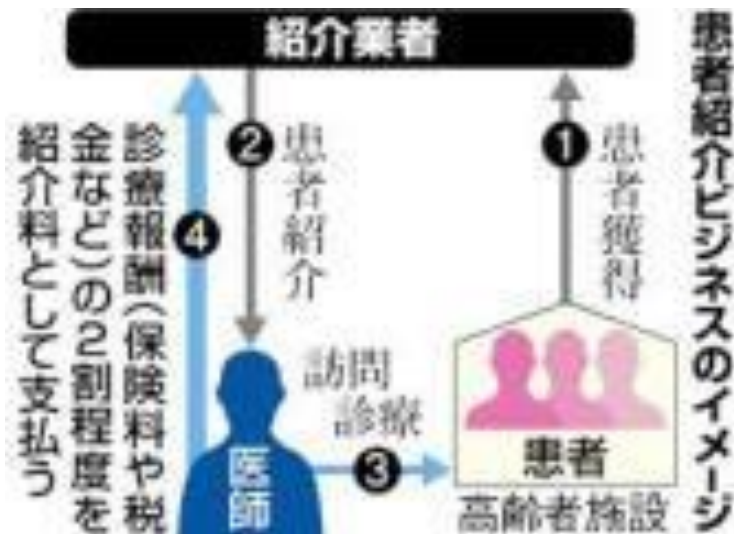 患者紹介ビジネスのイメージ
紹介業者
❶
患者獲得
❷
患者紹介
訪問
診療
❸
❹
診療報酬(保険料や税
金など)の2割程度を
紹介料として支払う
医師
患者
高齢者施設